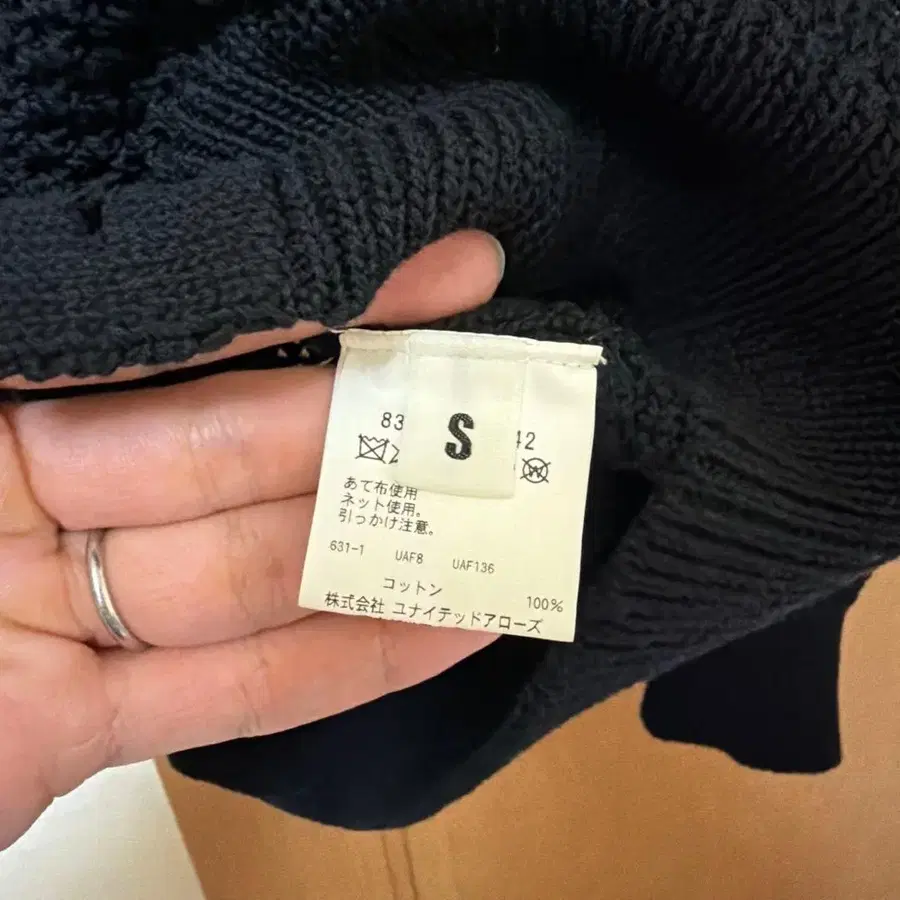 S
83
42
W
あて布使用
ネット使用。
引っかけ注意。
631-1 UAF8 UAF136
コットン 100%
株式会社 ユナイテッドアローズ